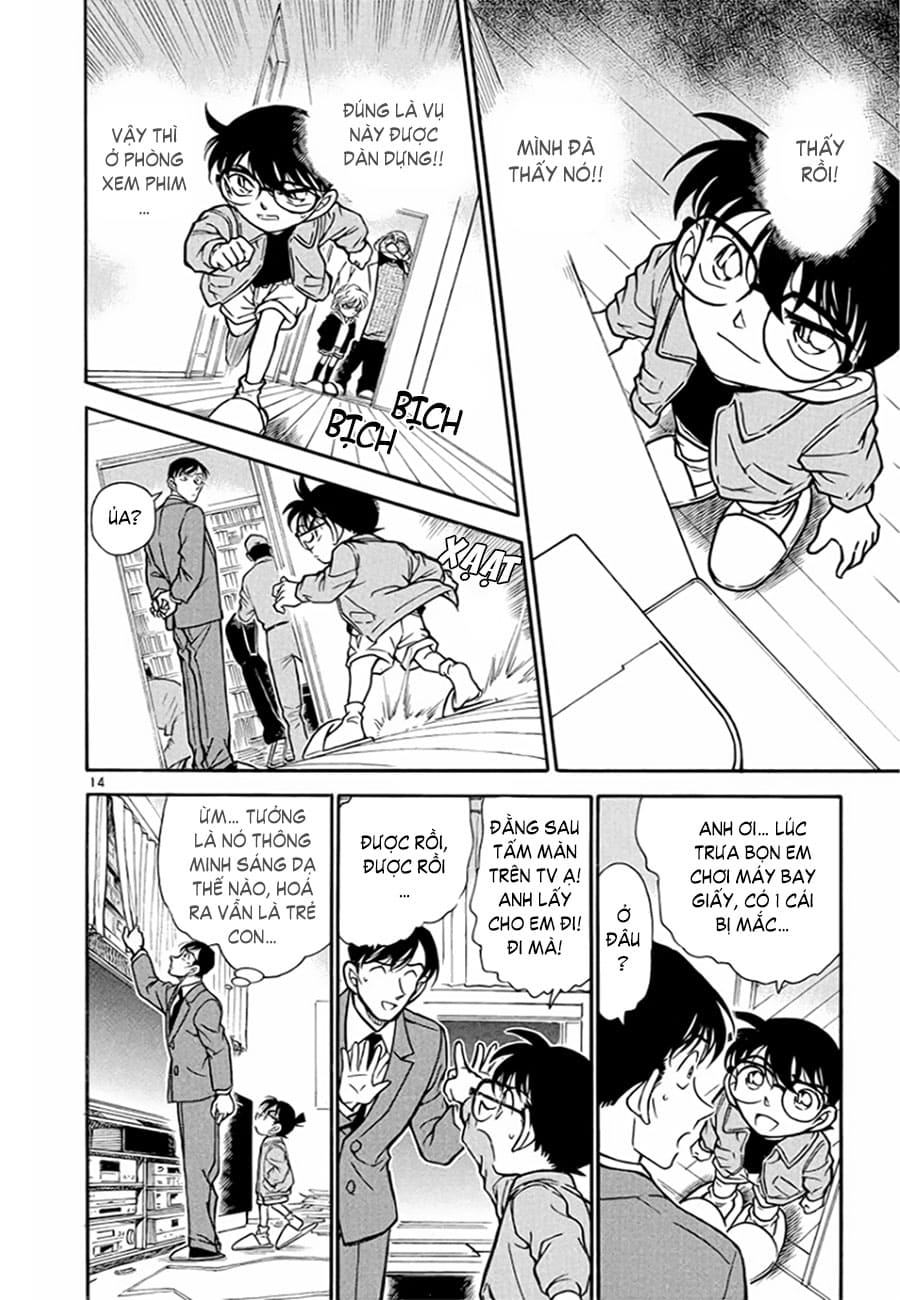 THẤY
RỒI!
MÌNH ĐÃ
THẤY NÓ!!
ĐÚNG LÀ VỤ
NÀY ĐƯỢC
DÀN DỰNG!!
VẬY THÌ
Ở PHÒNG
XEM PHIM
...
BỊCH
BỊCH
XẠẠT
ỦA?
14
ANH ƠI... LÚC
TRƯA BỌN EM
CHƠI MÁY BAY
GIẤY, CÓ 1 CÁI
BỊ MẮC...
Ở
ĐÂU
?
ĐẰNG SAU
TẤM MÀN
TRÊN TV Ạ!
ANH LẤY
CHO EM ĐI!
ĐI MÀ!
ĐƯỢC RỒI,
ĐƯỢC RỒI
...
ỪM... TƯỞNG
LÀ NÓ THÔNG
MINH SÁNG DẠ
THẾ NÀO, HOÁ
RA VẪN LÀ TRẺ
CON...